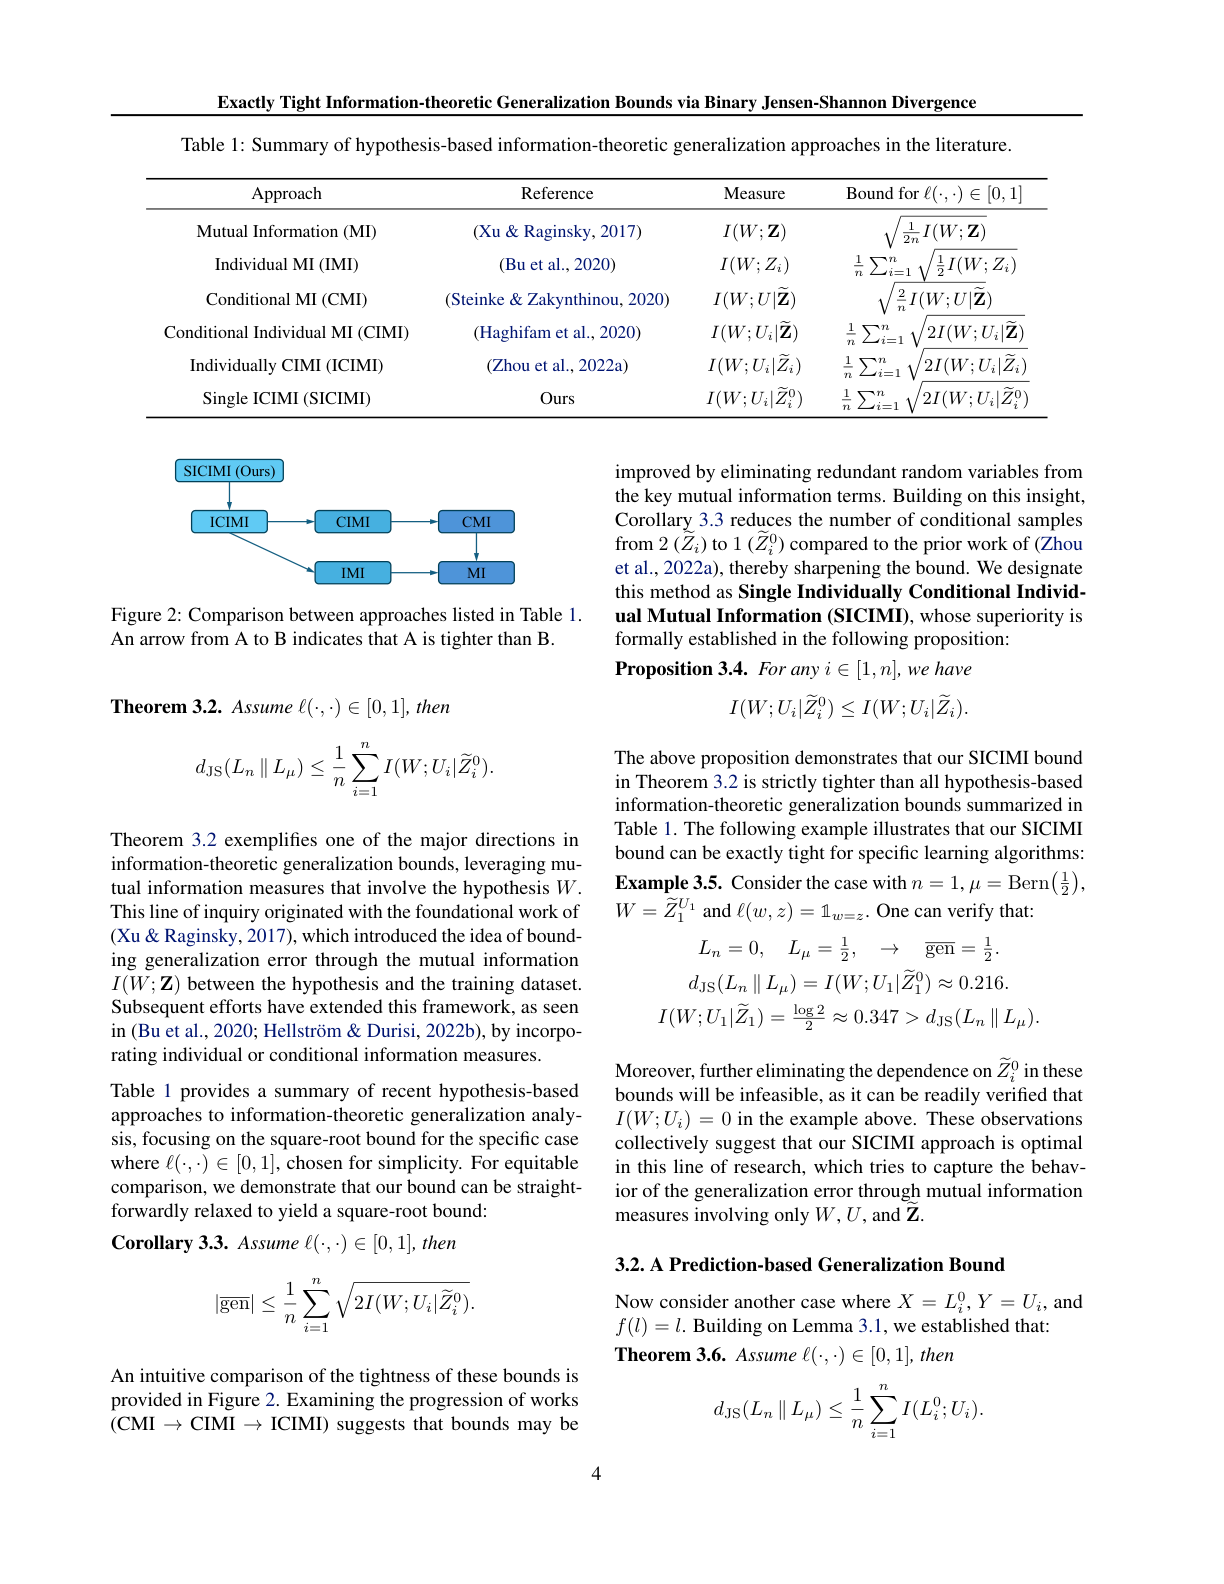 Exactly Tight Information-theoretic Generalization Bounds via Binary Jensen-Shannon Divergence
Table 1: Summary of hypothesis-based information-theoretic generalization approaches in the literature.
Approach Reference Measure Bound for ℓ(·,·) ∈ [0, 1]
Mutual Information (MI) (Xu & Raginsky, 2017) I(W; Z) √(1/2n I(W; Z))
Individual MI (IMI) (Bu et al., 2020) I(W; Z_i) 1/n ∑_{i=1}^n √(1/2 I(W; Z_i))
Conditional MI (CMI) (Steinke & Zakynthinou, 2020) I(W; U|Z̃) √(2/n I(W; U|Z̃))
Conditional Individual MI (CIMI) (Haghifam et al., 2020) I(W; U_i|Z̃) 1/n ∑_{i=1}^n √(2I(W; U_i|Z̃))
Individually CIMI (ICIMI) (Zhou et al., 2022a) I(W; U_i|Z̃_i) 1/n ∑_{i=1}^n √(2I(W; U_i|Z̃_i))
Single ICIMI (SICIMI) Ours I(W; U_i|Z̃_i^0) 1/n ∑_{i=1}^n √(2I(W; U_i|Z̃_i^0))
SICIMI (Ours)
ICIMI CIMI CMI
IMI MI
Figure 2: Comparison between approaches listed in Table 1.
An arrow from A to B indicates that A is tighter than B.
Theorem 3.2. Assume ℓ(·,·) ∈ [0, 1], then
d_JS(L_n ∥ L_μ) ≤ 1/n ∑_{i=1}^n I(W; U_i|Z̃_i^0).
Theorem 3.2 exemplifies one of the major directions in
information-theoretic generalization bounds, leveraging mu-
tual information measures that involve the hypothesis W.
This line of inquiry originated with the foundational work of
(Xu & Raginsky, 2017), which introduced the idea of bound-
ing generalization error through the mutual information
I(W; Z) between the hypothesis and the training dataset.
Subsequent efforts have extended this framework, as seen
in (Bu et al., 2020; Hellström & Durisi, 2022b), by incorpo-
rating individual or conditional information measures.
Table 1 provides a summary of recent hypothesis-based
approaches to information-theoretic generalization analy-
sis, focusing on the square-root bound for the specific case
where ℓ(·,·) ∈ [0, 1], chosen for simplicity. For equitable
comparison, we demonstrate that our bound can be straight-
forwardly relaxed to yield a square-root bound:
Corollary 3.3. Assume ℓ(·,·) ∈ [0, 1], then
|g̅e̅n̅| ≤ 1/n ∑_{i=1}^n √(2I(W; U_i|Z̃_i^0)).
An intuitive comparison of the tightness of these bounds is
provided in Figure 2. Examining the progression of works
(CMI → CIMI → ICIMI) suggests that bounds may be
improved by eliminating redundant random variables from
the key mutual information terms. Building on this insight,
Corollary 3.3 reduces the number of conditional samples
from 2 (Z̃_i) to 1 (Z̃_i^0) compared to the prior work of (Zhou
et al., 2022a), thereby sharpening the bound. We designate
this method as Single Individually Conditional Individ-
ual Mutual Information (SICIMI), whose superiority is
formally established in the following proposition:
Proposition 3.4. For any i ∈ [1, n], we have
I(W; U_i|Z̃_i^0) ≤ I(W; U_i|Z̃_i).
The above proposition demonstrates that our SICIMI bound
in Theorem 3.2 is strictly tighter than all hypothesis-based
information-theoretic generalization bounds summarized in
Table 1. The following example illustrates that our SICIMI
bound can be exactly tight for specific learning algorithms:
Example 3.5. Consider the case with n = 1, μ = Bern(1/2),
W = Z̃_1^{U_1} and ℓ(w, z) = 𝟙_{w=z}. One can verify that:
L_n = 0, L_μ = 1/2, → g̅e̅n̅ = 1/2.
d_JS(L_n ∥ L_μ) = I(W; U_1|Z̃_1^0) ≈ 0.216.
I(W; U_1|Z̃_1) = log 2/2 ≈ 0.347 > d_JS(L_n ∥ L_μ).
Moreover, further eliminating the dependence on Z̃_i^0 in these
bounds will be infeasible, as it can be readily verified that
I(W; U_i) = 0 in the example above. These observations
collectively suggest that our SICIMI approach is optimal
in this line of research, which tries to capture the behav-
ior of the generalization error through mutual information
measures involving only W, U, and Z̃.
3.2. A Prediction-based Generalization Bound
Now consider another case where X = L_i^0, Y = U_i, and
f(l) = l. Building on Lemma 3.1, we established that:
Theorem 3.6. Assume ℓ(·,·) ∈ [0, 1], then
d_JS(L_n ∥ L_μ) ≤ 1/n ∑_{i=1}^n I(L_i^0; U_i).
4